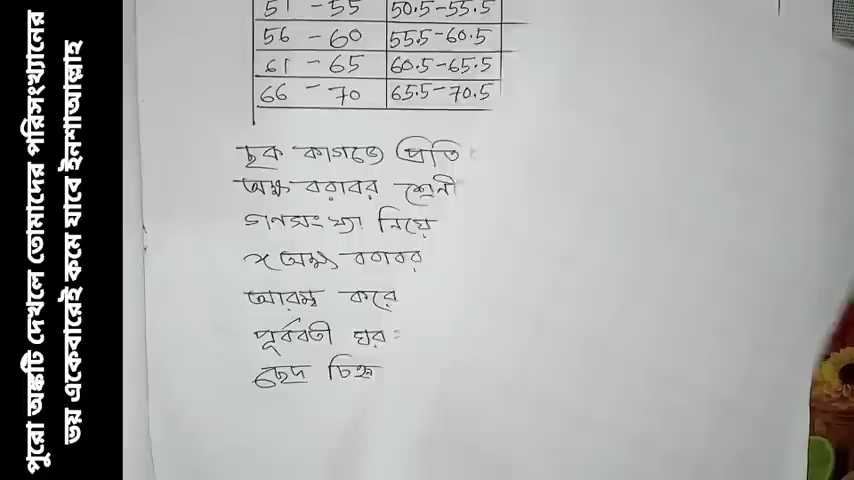 পুরো অঙ্কটি দেখলে তোমাদের পরিসংখ্যানের
ভয় একেবারেই কমে যাবে ইনশাআল্লাহ
51 - 55 50.5-55.5
56 - 60 55.5-60.5
61 - 65 60.5-65.5
66 - 70 65.5-70.5
ছক কাগজে প্রতি
অক্ষ বরাবর শ্রেনী
গণসংখ্যা নিয়ে
x অক্ষ বরাবর
আরম্ভ করে
পূর্ববর্তী ঘর
ছেদ চিহ্ন